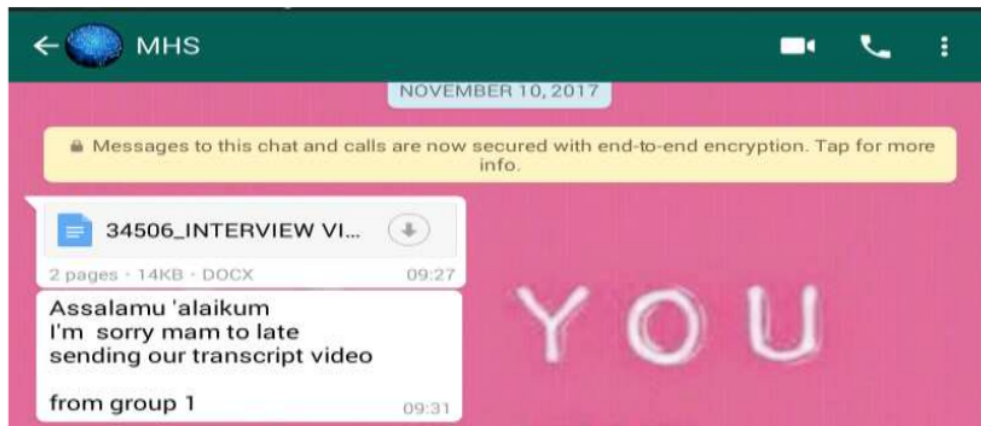 MHS
NOVEMBER 10, 2017
Messages to this chat and calls are now secured with end-to-end encryption. Tap for more
info.
34506_INTERVIEW VI...
2 pages · 14KB · DOCX 09:27
Assalamu 'alaikum
I'm sorry mam to late
sending our transcript video
from group 1 09:31
YOU